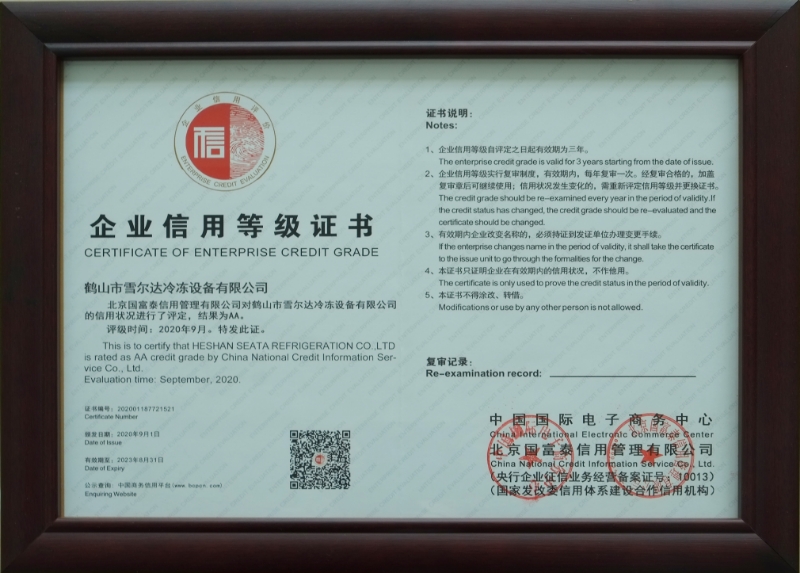 企业信用评价
信
ENTERPRISE CREDIT EVALUATION
企业信用等级证书
CERTIFICATE OF ENTERPRISE CREDIT GRADE
鹤山市雪尔达冷冻设备有限公司
北京国富泰信用管理有限公司对鹤山市雪尔达冷冻设备有限公司
的信用状况进行了评定，结果为AA。
评级时间：2020年9月。特发此证。
This is to certify that HESHAN SEATA REFRIGERATION CO.,LTD
is rated as AA credit grade by China National Credit Information Ser-
vice Co., Ltd.
Evaluation time: September, 2020.
证书编号：202001187721521
Certificate Number
颁发日期：2020年9月1日
Date of Issue
有效期至：2023年8月31日
Date of Expiry
公示查询：中国商务信用平台
Enquiring Website
证书说明：
Notes:
1、企业信用等级自评定之日起有效期为三年。
The enterprise credit grade is valid for 3 years starting from the date of issue.
2、企业信用等级实行复审制度，有效期内，每年复审一次。经复审合格的，加盖
复审章后可继续使用；信用状况发生变化的，需重新评定信用等级并更换证书。
The credit grade should be re-examined every year in the period of validity.If
the credit status has changed, the credit grade should be re-evaluated and the
certificate should be changed.
3、有效期内企业改变名称的，必须持证到发证单位办理变更手续。
If the enterprise changes name in the period of validity, it shall take the certificate
to the issue unit to go through the formalities for the change.
4、本证书只证明企业在有效期内的信用状况，不作他用。
The certificate is only used to prove the credit status in the period of validity.
5、本证书不得涂改、转借。
Modifications or use by any other person is not allowed.
复审记录：
Re-examination record:
中国国际电子商务中心
China International Electronic Commerce Center
北京国富泰信用管理有限公司
China National Credit Information Service Co., Ltd.
（央行企业征信业务经营备案证号：10013）
（国家发改委信用体系建设合作信用机构）